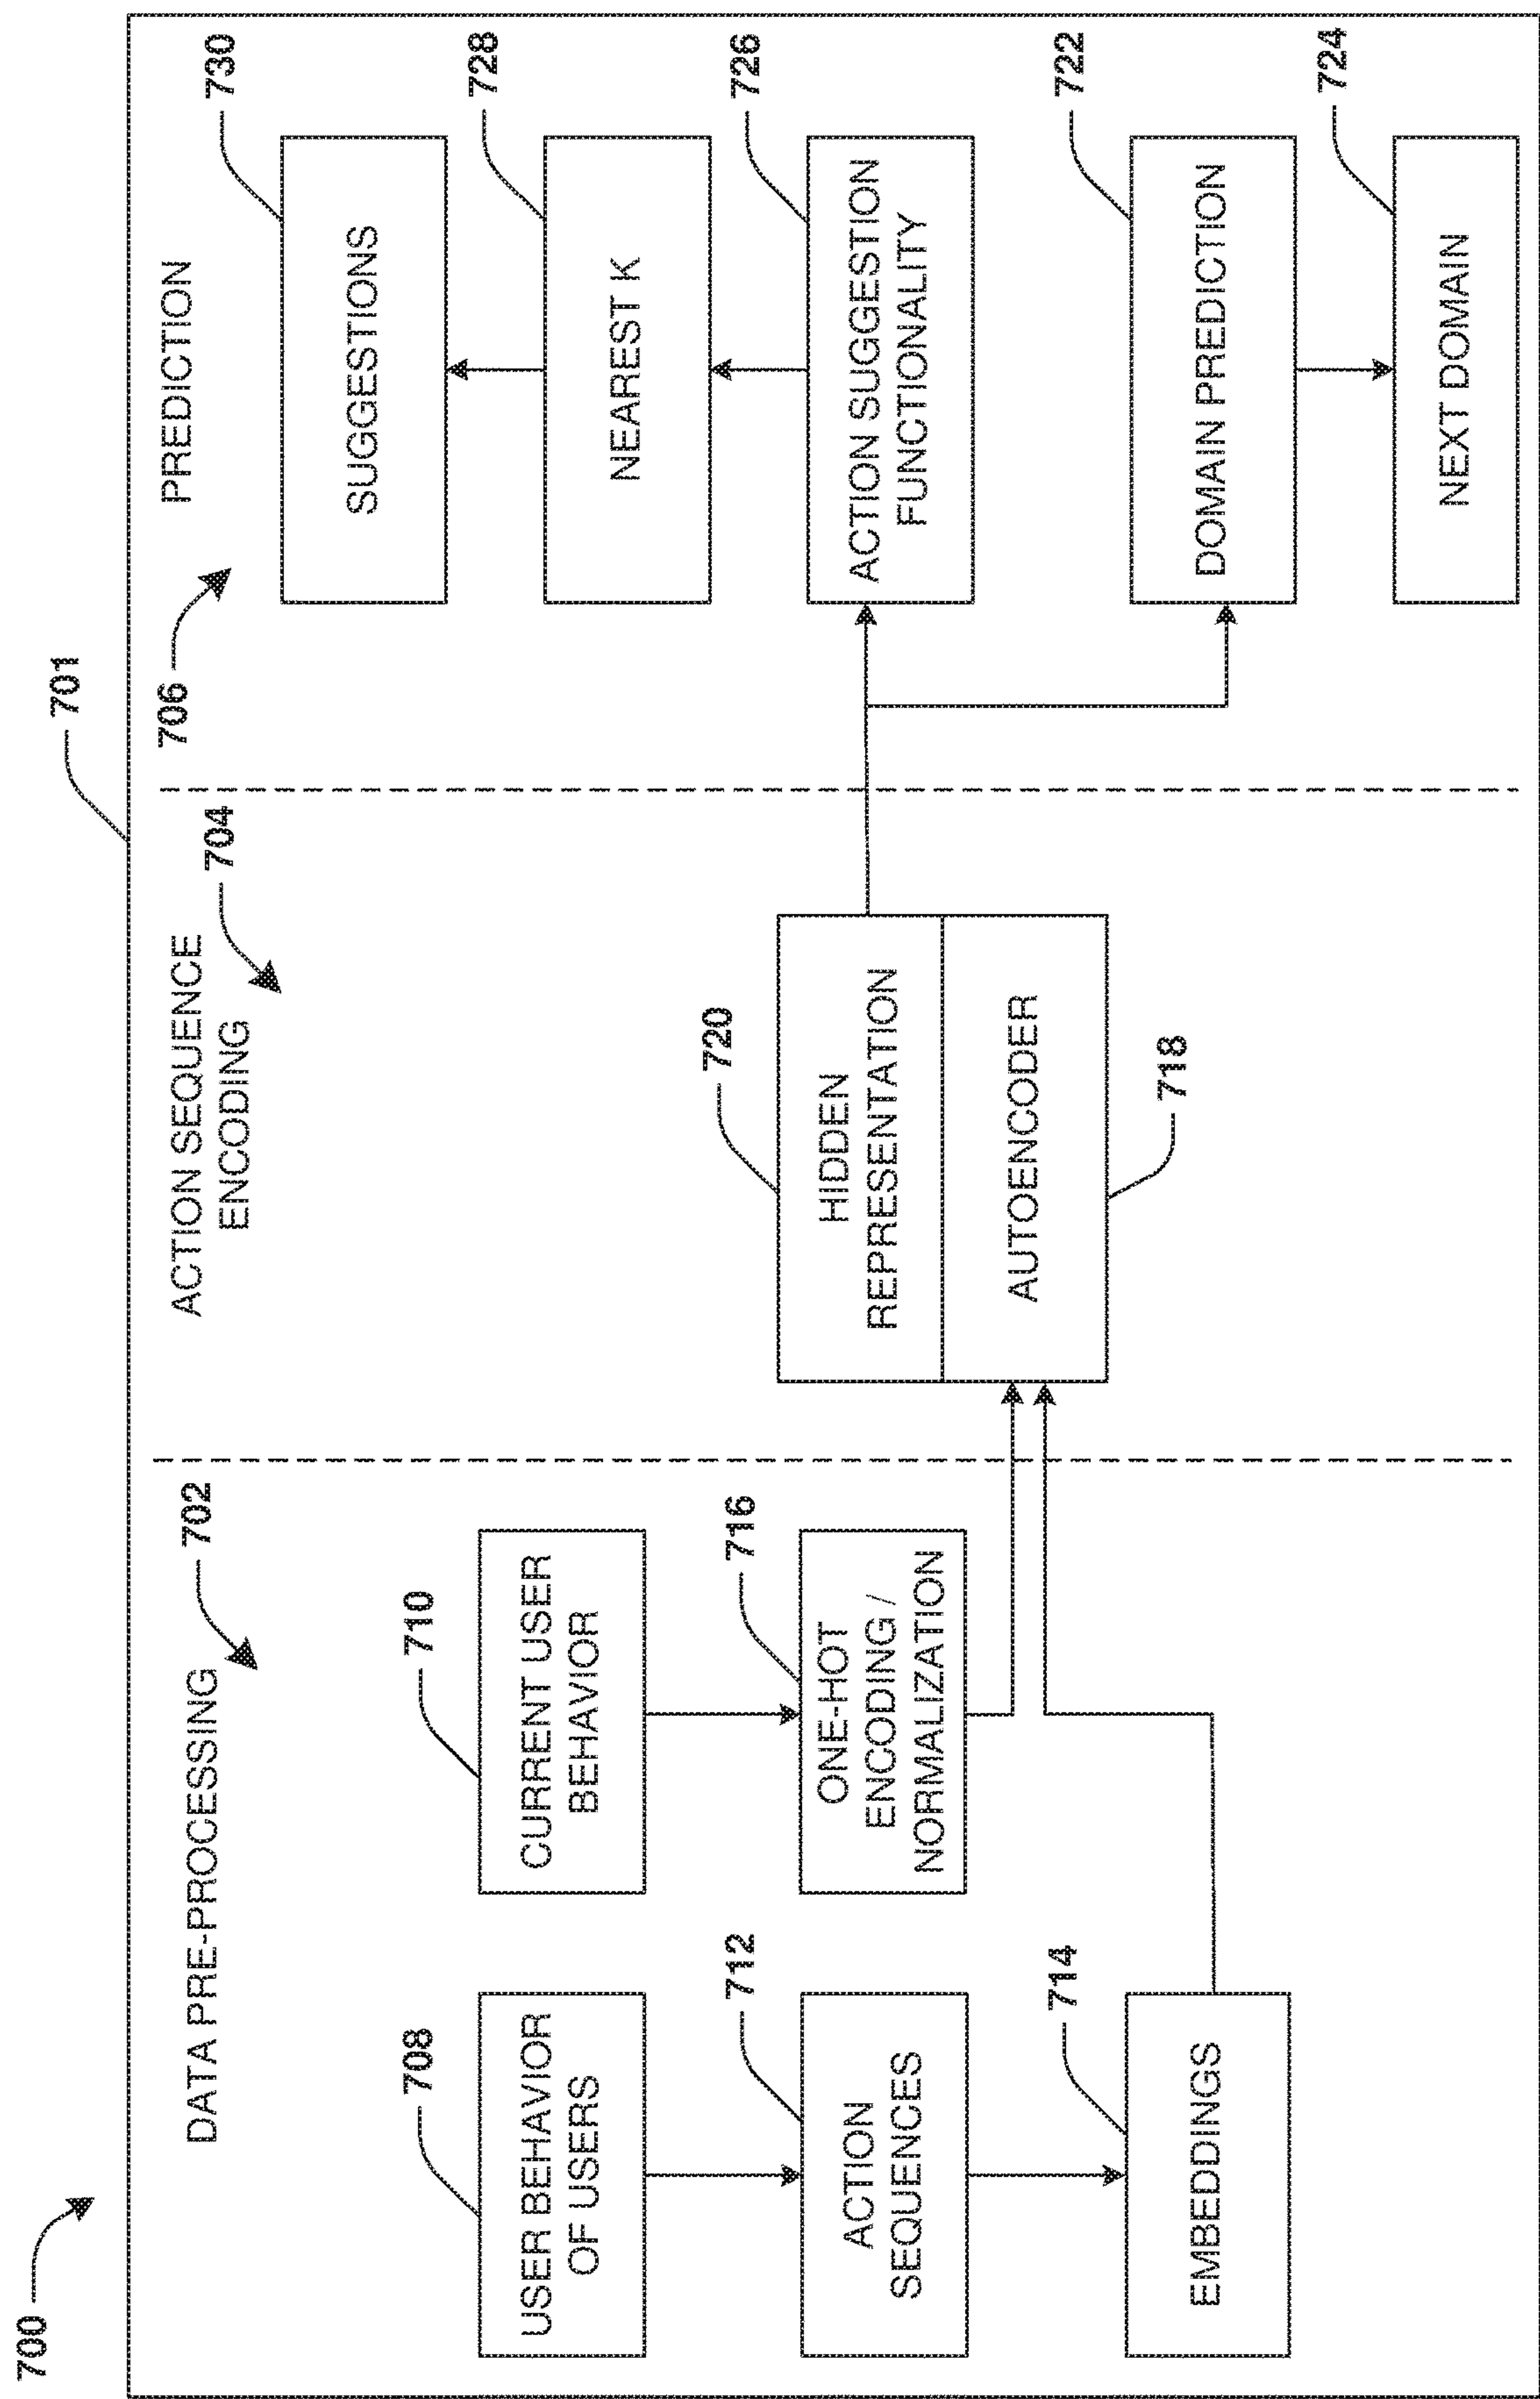 700
701
DATA PRE-PROCESSING
702
708
USER BEHAVIOR
OF USERS
710
CURRENT USER
BEHAVIOR
712
ACTION
SEQUENCES
716
ONE-HOT
ENCODING /
NORMALIZATION
714
EMBEDDINGS
ACTION SEQUENCE
ENCODING
704
720
HIDDEN
REPRESENTATION
AUTOENCODER
718
706
PREDICTION
730
SUGGESTIONS
728
NEAREST K
726
ACTION SUGGESTION
FUNCTIONALITY
722
DOMAIN PREDICTION
724
NEXT DOMAIN